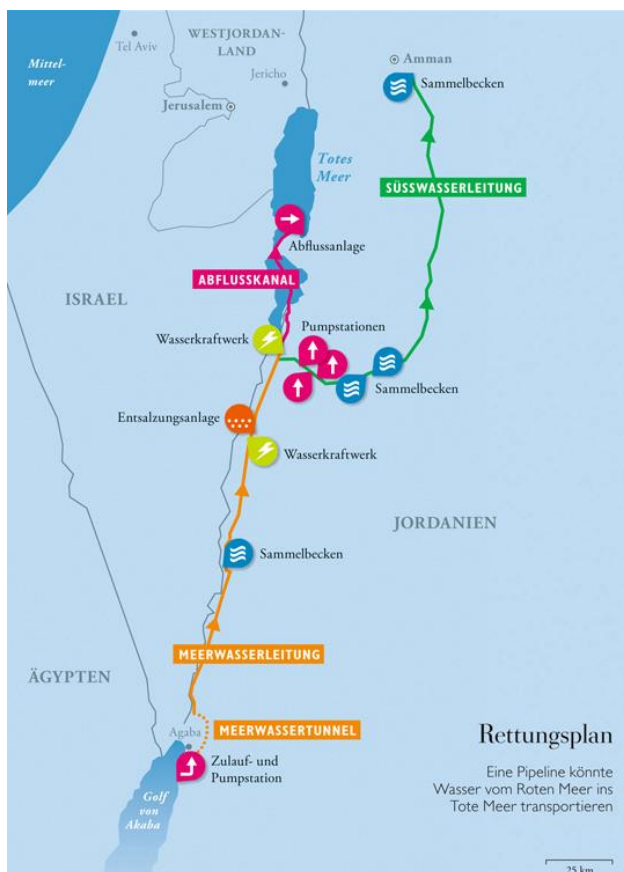 Mittel-
meer
Tel Aviv
WESTJORDAN-
LAND
Jericho
Jerusalem
Amman
Sammelbecken
Totes
Meer
SÜSSWASSERLEITUNG
Abflussanlage
ABFLUSSKANAL
ISRAEL
Wasserkraftwerk
Pumpstationen
Sammelbecken
Entsalzungsanlage
Wasserkraftwerk
JORDANIEN
Sammelbecken
MEERWASSERLEITUNG
ÄGYPTEN
Agaba
MEERWASSERTUNNEL
Zulauf- und
Pumpstation
Golf
von
Akaba
Rettungsplan
Eine Pipeline könnte
Wasser vom Roten Meer ins
Tote Meer transportieren
25 km